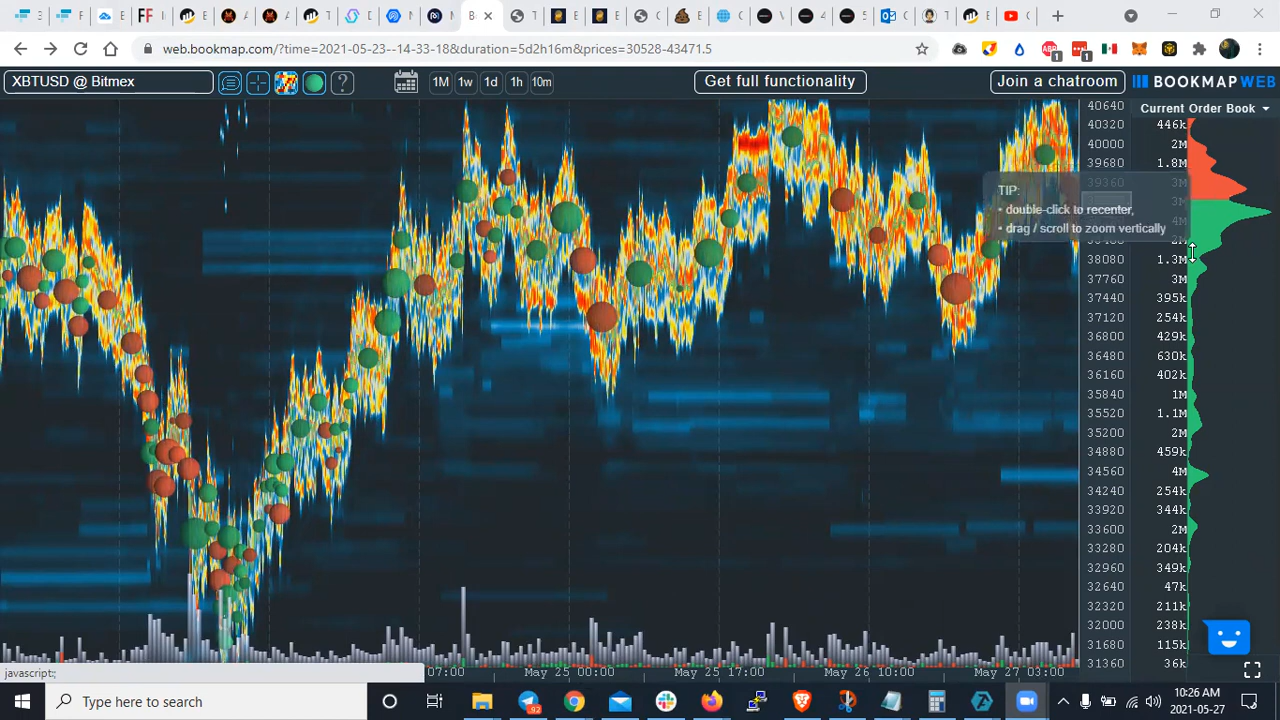 web.bookmap.com/?time=2021-05-23--14-33-18&duration=5d2h16m&prices=30528-43471.5
XBTUSD @ Bitmex
?
1M
1w
1d
1h
10m
Get full functionality
Join a chatroom
BOOKMAP WEB
Current Order Book
40640
40320 446k
40000 2M
39680 1.8M
39360 3M
3M
4M
2M
TIP:
• double-click to recenter,
• drag / scroll to zoom vertically
38080 1.3M
37760 3M
37440 395k
37120 254k
36800 429k
36480 630k
36160 402k
35840 1M
35520 1.1M
35200 2M
34880 459k
34560 4M
34240 254k
33920 344k
33600 2M
33280 204k
32960 349k
32640 47k
32320 211k
32000 238k
31680 115k
31360 36k
javascript:;
07:00
May 25 00:00
May 25 17:00
May 26 10:00
May 27 03:00
Type here to search
92
10:26 AM
2021-05-27